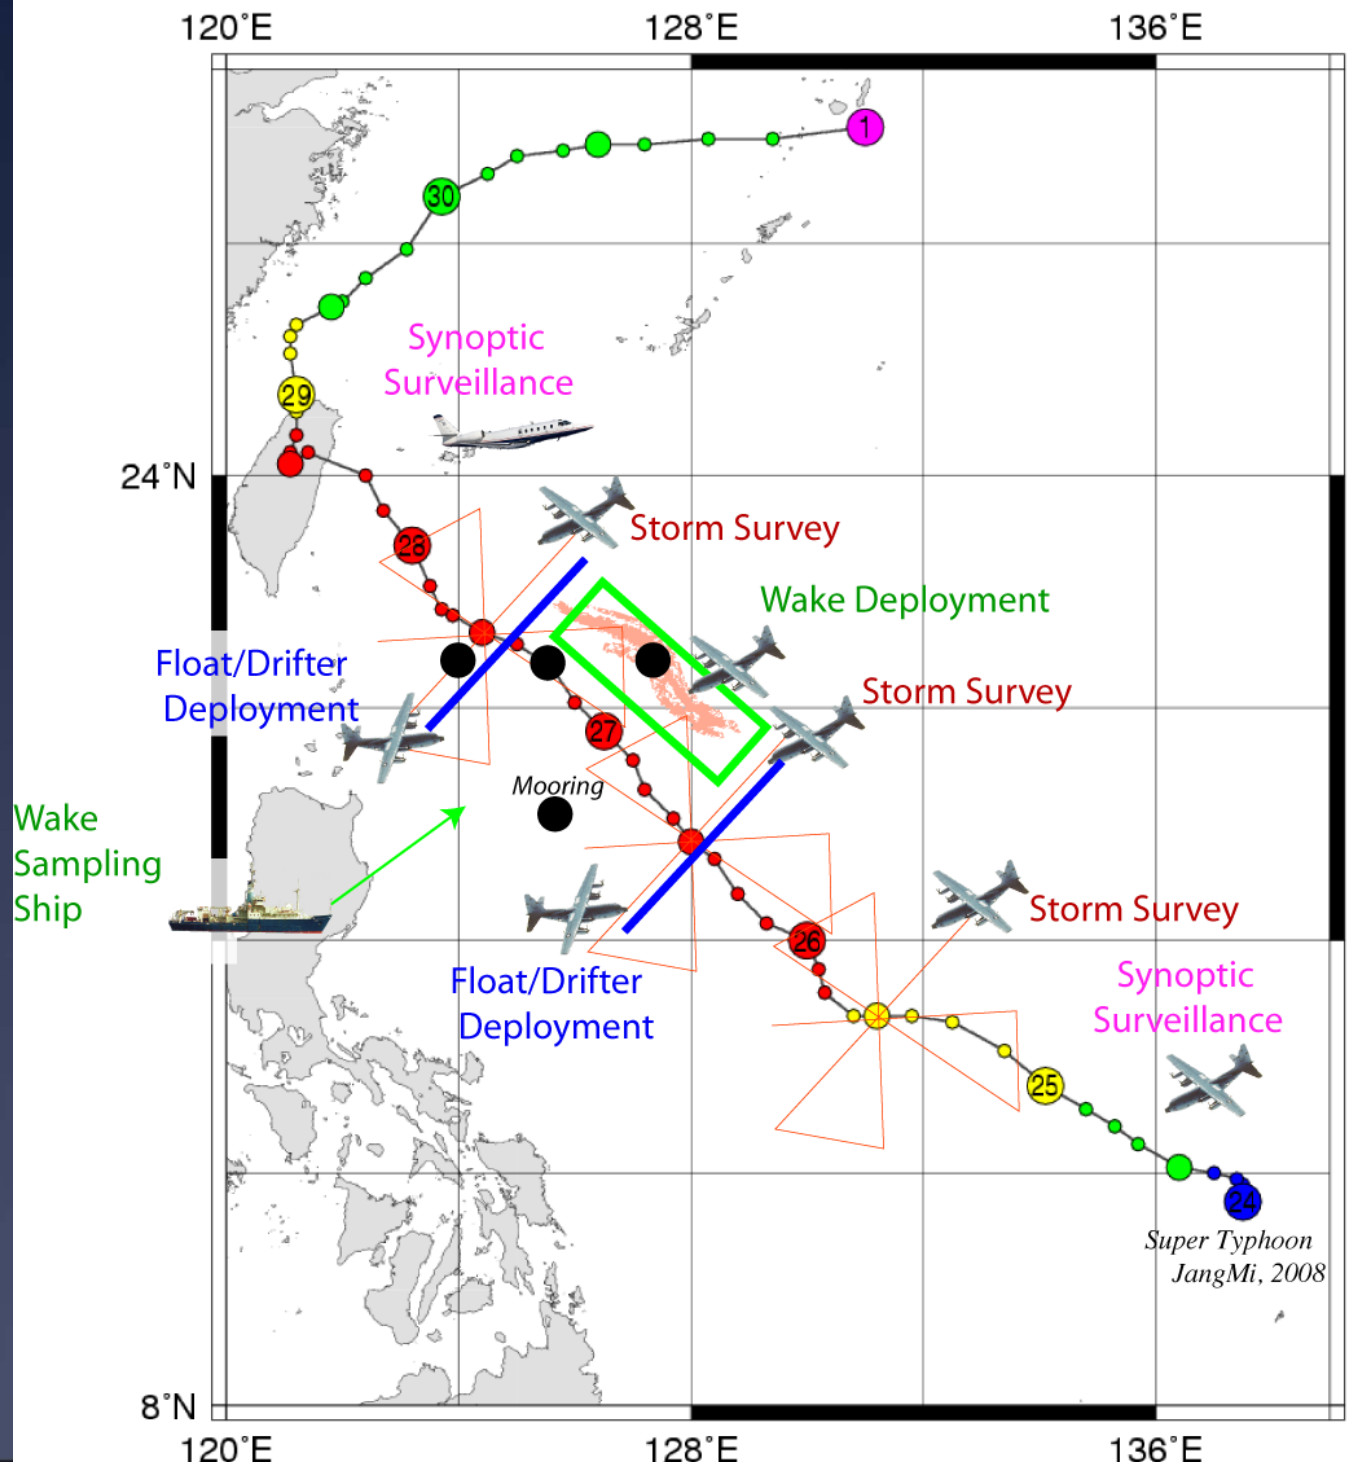 120°E 128°E 136°E
1
30
Synoptic
Surveillance
29
24°N
Storm Survey
28
Wake Deployment
Float/Drifter
Deployment
Storm Survey
27
Mooring
Wake
Sampling
Ship
Storm Survey
26
Float/Drifter
Deployment
Synoptic
Surveillance
25
24
Super Typhoon
JangMi, 2008
8°N
120°E 128°E 136°E